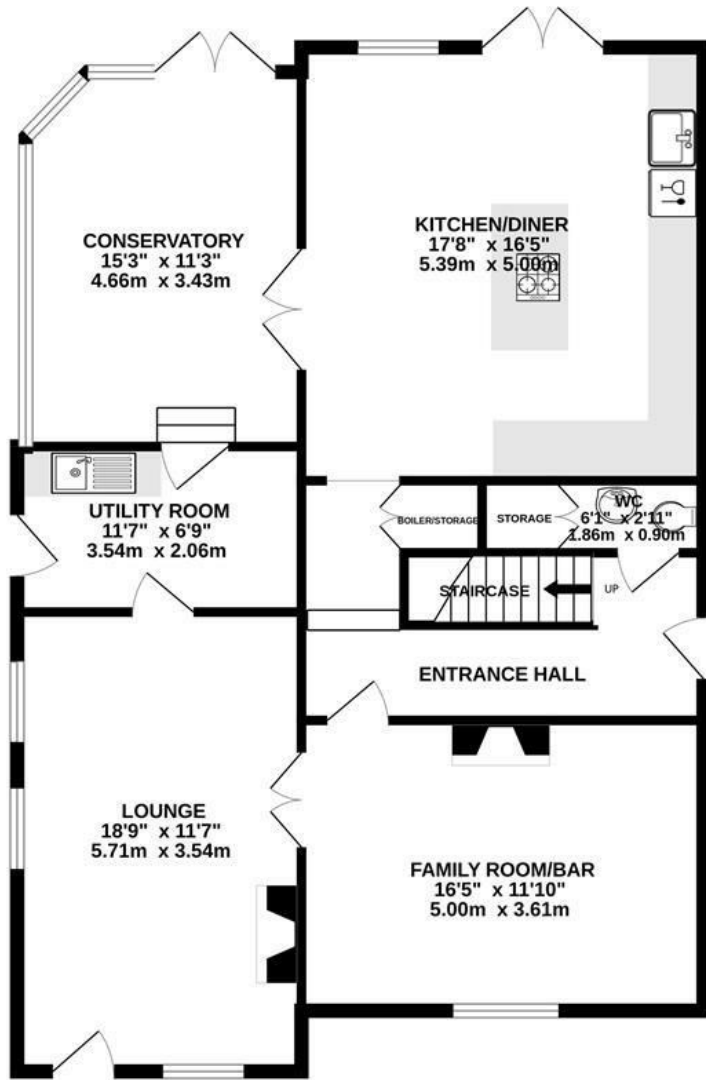 KITCHEN/DINER
17'8" x 16'5"
5.39m x 5.00m
CONSERVATORY
15'3" x 11'3"
4.66m x 3.43m
UTILITY ROOM
11'7" x 6'9"
3.54m x 2.06m
BOILER/STORAGE
STORAGE
WC
6'1" x 2'11"
1.86m x 0.90m
STAIRCASE
UP
ENTRANCE HALL
LOUNGE
18'9" x 11'7"
5.71m x 3.54m
FAMILY ROOM/BAR
16'5" x 11'10"
5.00m x 3.61m